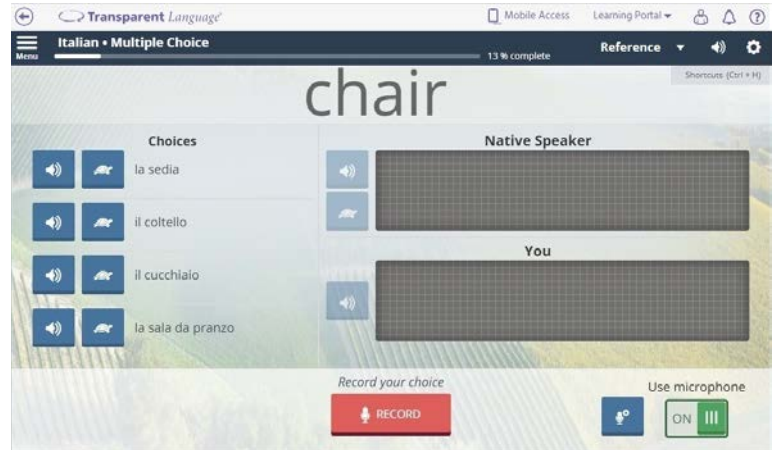 Transparent Language
Mobile Access
Learning Portal
Menu
Italian • Multiple Choice
13 % complete
Reference
Shortcuts (Ctrl + H)
chair
Choices
la sedia
il coltello
il cucchiaio
la sala da pranzo
Native Speaker
You
Record your choice
RECORD
Use microphone
ON